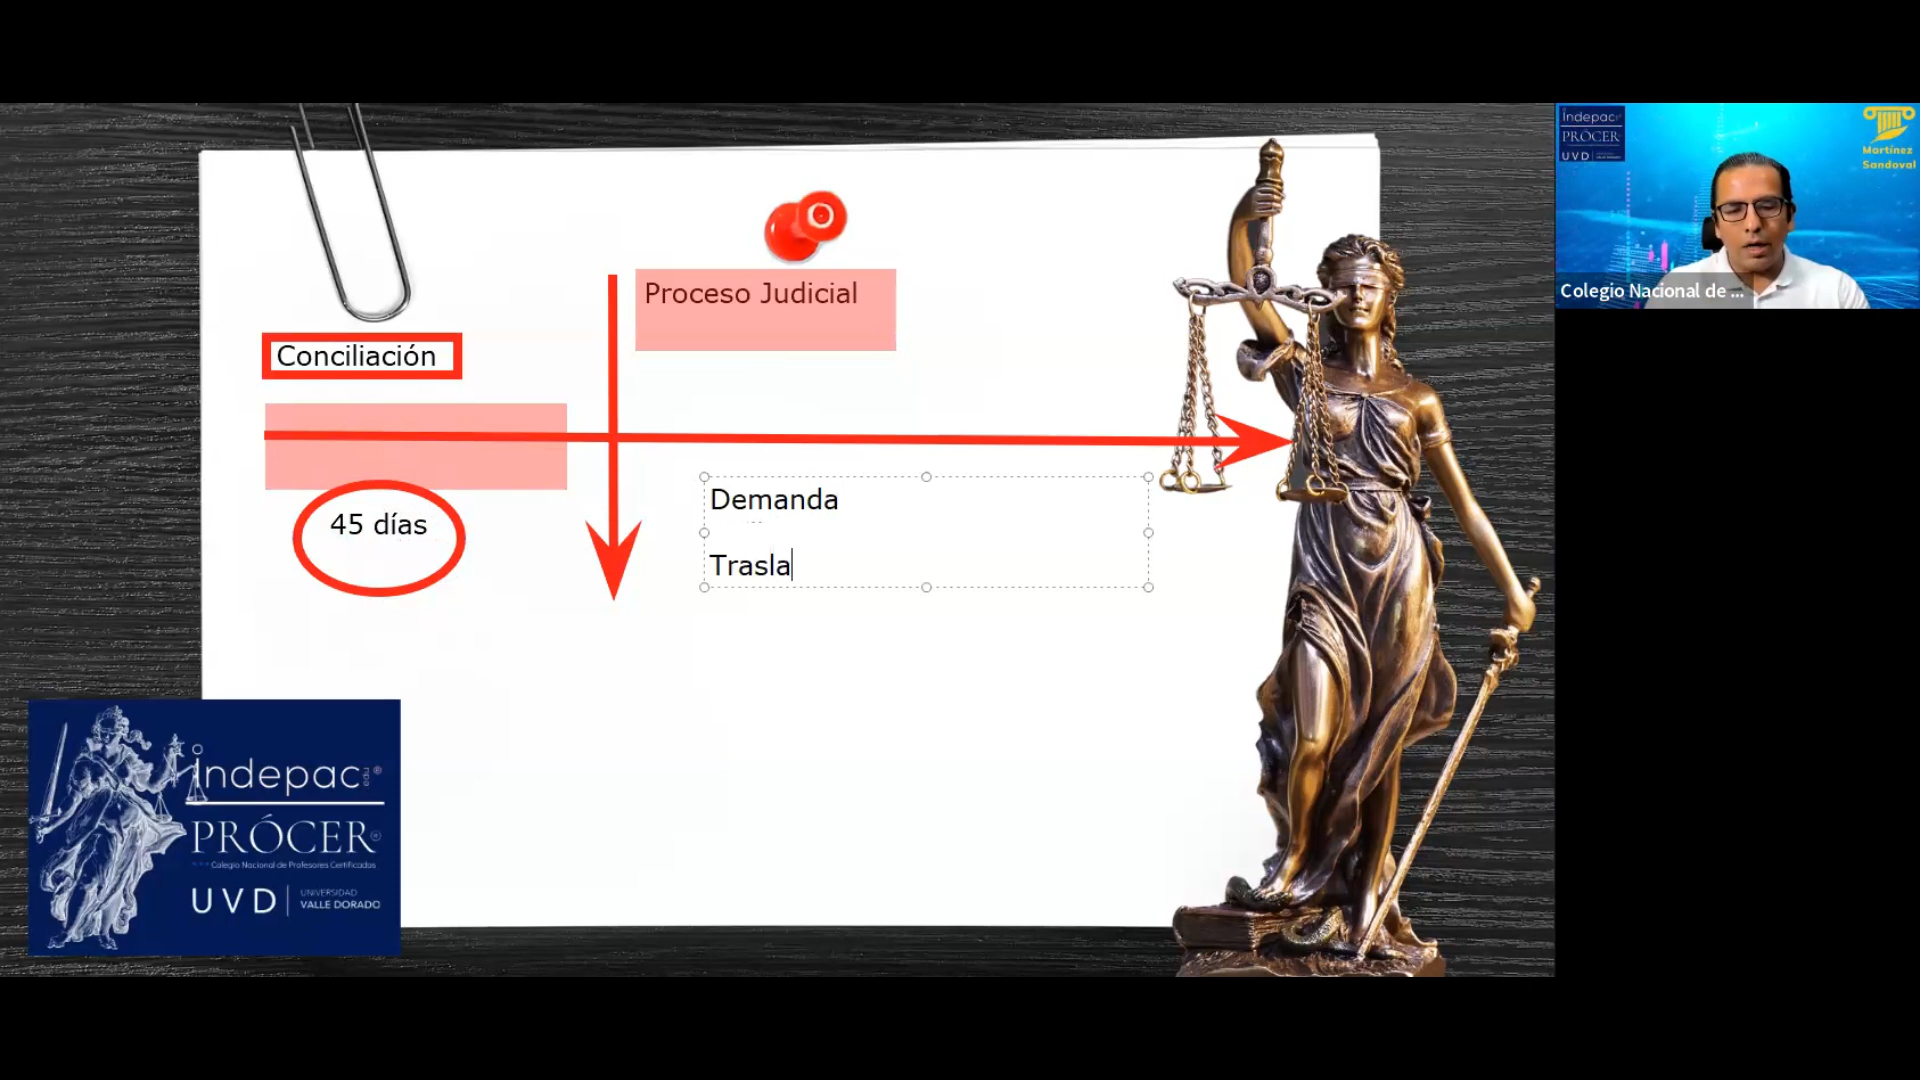 Proceso Judicial
Conciliación
45 días
Demanda
Trasla
indepac
PRÓCER
Colegio Nacional de Profesores Certificados
UVD
UNIVERSIDAD
VALLE DORADO
indepac
PRÓCER
UVD
Martínez
Sandoval
Colegio Nacional de ...